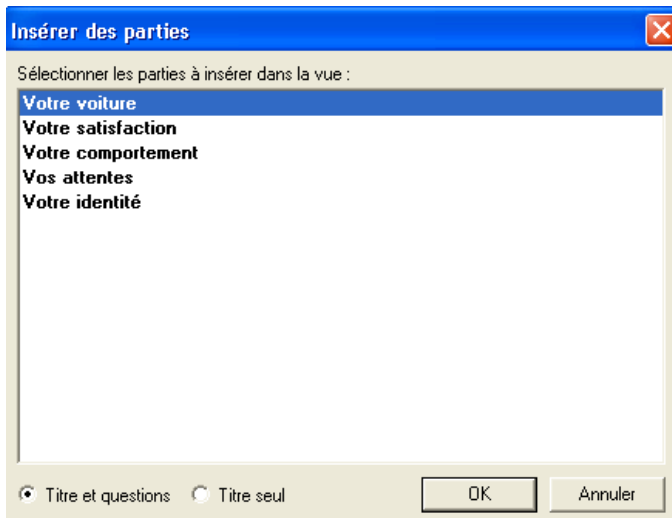 Insérer des parties
Sélectionner les parties à insérer dans la vue :
Votre voiture
Votre satisfaction
Votre comportement
Vos attentes
Votre identité
Titre et questions Titre seul OK Annuler